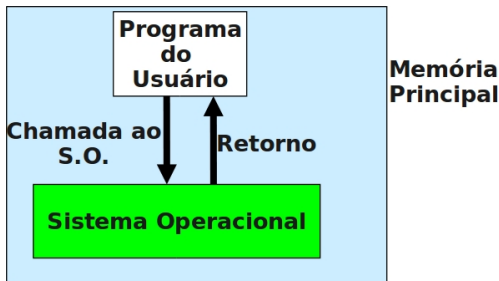 Programa
do
Usuário
Memória
Principal
Chamada ao
S.O.
Retorno
Sistema Operacional